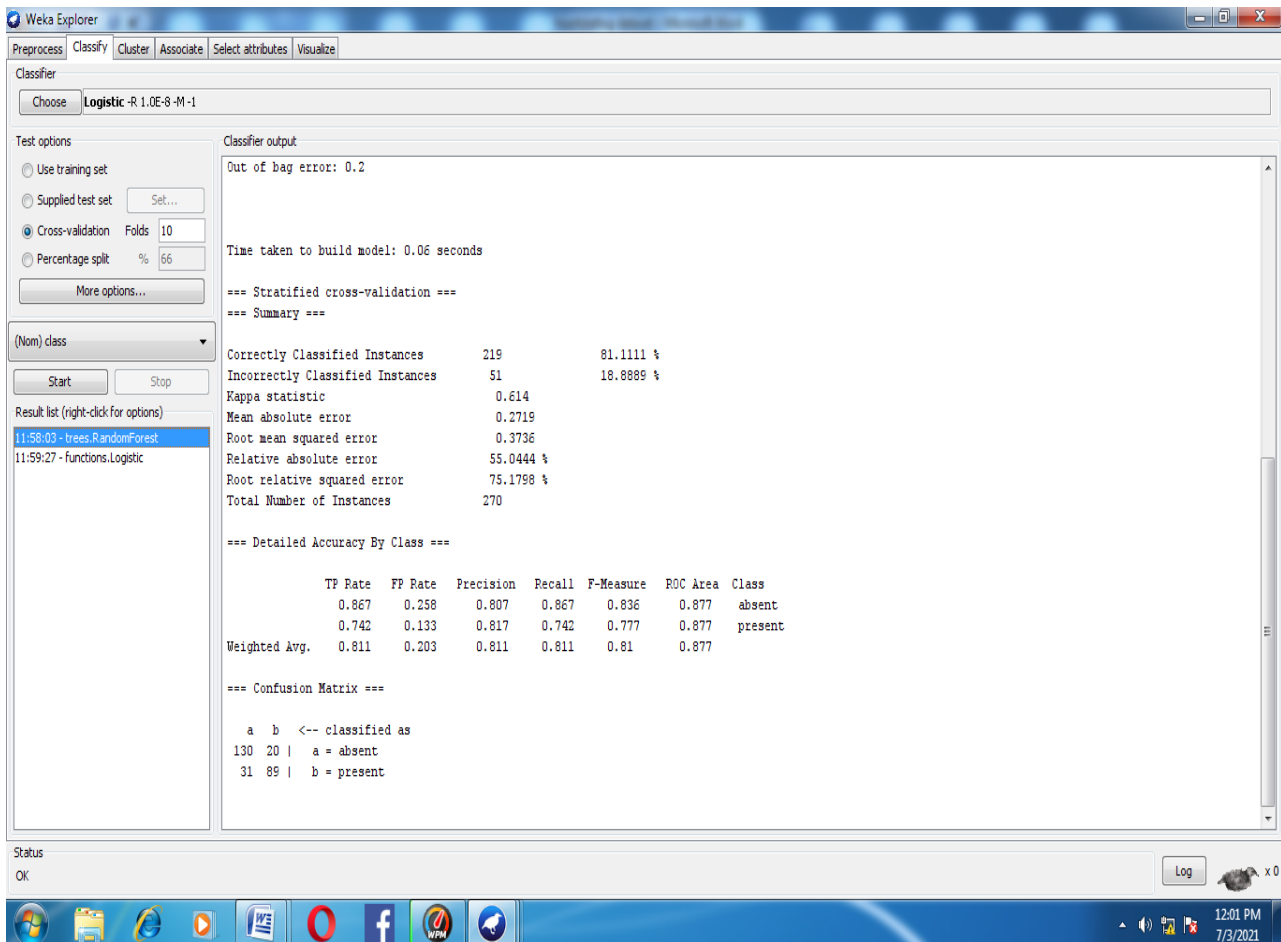 Weka Explorer
Preprocess Classify Cluster Associate Select attributes Visualize
Classifier
Choose Logistic -R 1.0E-8 -M -1
Test options
Use training set
Supplied test set Set...
Cross-validation Folds 10
Percentage split % 66
More options...
(Nom) class
Start Stop
Result list (right-click for options)
11:58:03 - trees.RandomForest
11:59:27 - functions.Logistic
Classifier output
Out of bag error: 0.2
Time taken to build model: 0.06 seconds
=== Stratified cross-validation ===
=== Summary ===
Correctly Classified Instances 219 81.1111 %
Incorrectly Classified Instances 51 18.8889 %
Kappa statistic 0.614
Mean absolute error 0.2719
Root mean squared error 0.3736
Relative absolute error 55.0444 %
Root relative squared error 75.1798 %
Total Number of Instances 270
=== Detailed Accuracy By Class ===
TP Rate FP Rate Precision Recall F-Measure ROC Area Class
0.867 0.258 0.807 0.867 0.836 0.877 absent
0.742 0.133 0.817 0.742 0.777 0.877 present
Weighted Avg. 0.811 0.203 0.811 0.811 0.81 0.877
=== Confusion Matrix ===
a b <-- classified as
130 20 | a = absent
31 89 | b = present
Status
OK
Log x 0
WPM
12:01 PM
7/3/2021